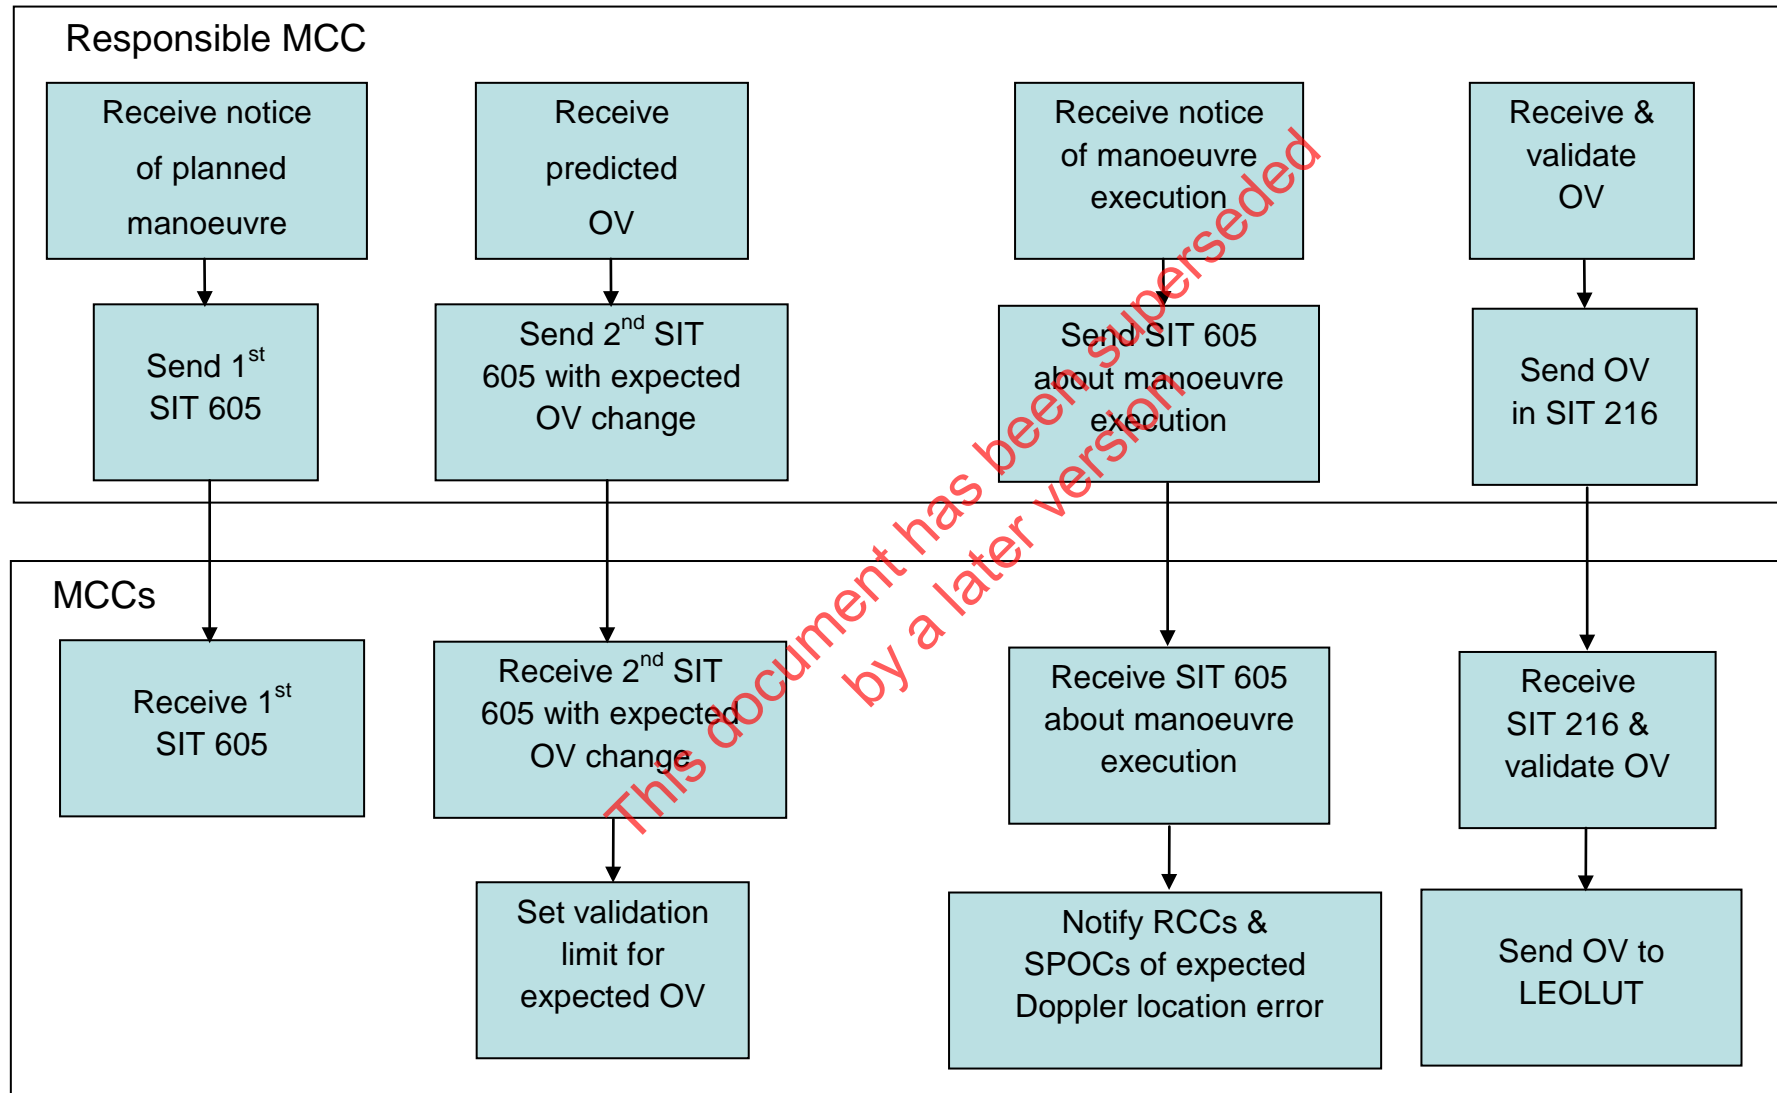 Responsible MCC
Receive notice
of planned
manoeuvre
Receive
predicted
OV
Receive notice
of manoeuvre
execution
Receive &
validate
OV
Send 1st
SIT 605
Send 2nd SIT
605 with expected
OV change
Send SIT 605
about manoeuvre
execution
Send OV
in SIT 216
MCCs
Receive 1st
SIT 605
Receive 2nd SIT
605 with expected
OV change
Receive SIT 605
about manoeuvre
execution
Receive
SIT 216 &
validate OV
Set validation
limit for
expected OV
Notify RCCs &
SPOCs of expected
Doppler location error
Send OV to
LEOLUT
This document has been superseded
by a later version